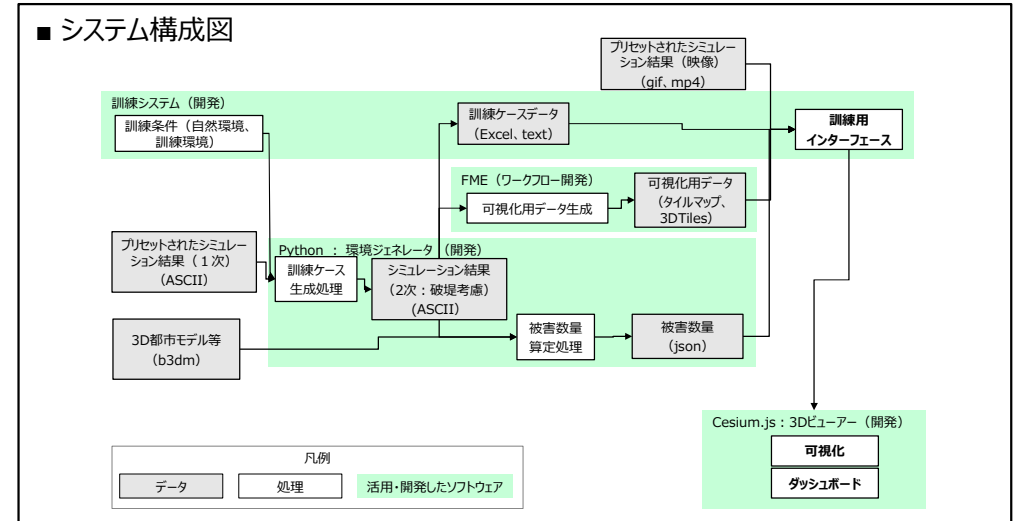 ■ システム構成図
プリセットされたシミュレー
ション結果（映像）
（gif、mp4）
訓練システム（開発）
訓練条件（自然環境、
訓練環境）
訓練ケースデータ
（Excel、text）
訓練用
インターフェース
FME（ワークフロー開発）
可視化用データ生成
可視化用データ
（タイルマップ、
3DTiles）
プリセットされたシミュレー
ション結果（１次）
（ASCII）
Python ： 環境ジェネレータ（開発）
訓練ケース
生成処理
シミュレーション結果
（2次：破堤考慮）
（ASCII）
3D都市モデル等
（b3dm）
被害数量
算定処理
被害数量
（json）
Cesium.js：3Dビューアー（開発）
可視化
ダッシュボード
凡例
データ
処理
活用・開発したソフトウェア